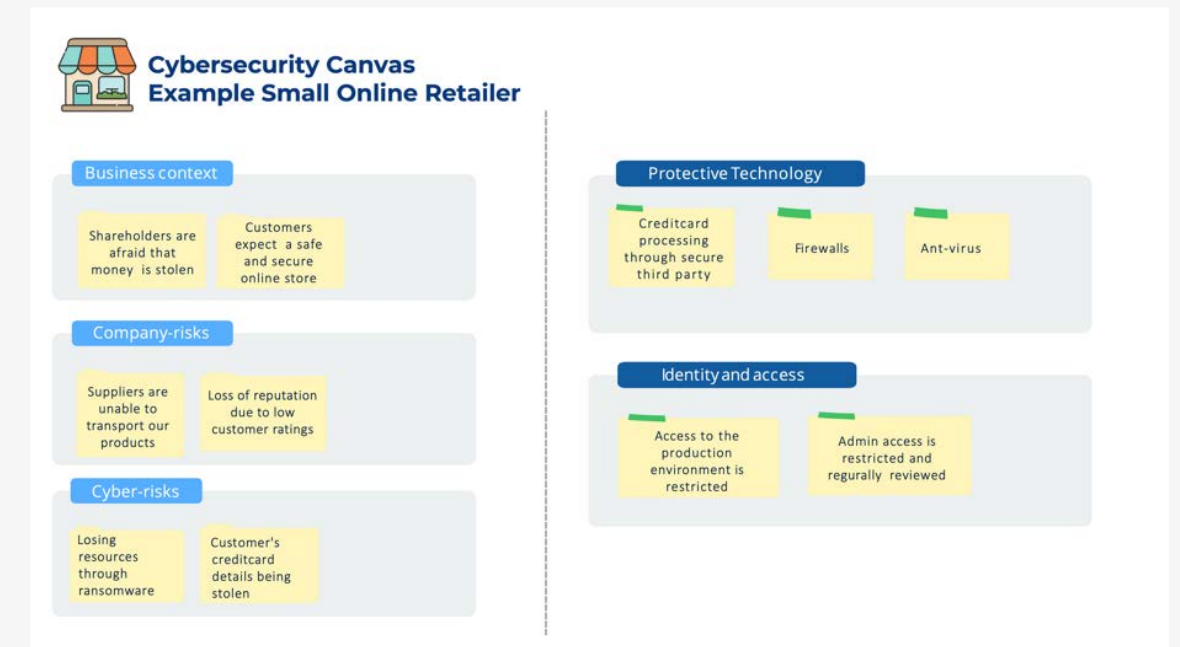 Cybersecurity Canvas
Example Small Online Retailer
Business context
Shareholders are
afraid that
money is stolen
Customers
expect a safe
and secure
online store
Company-risks
Suppliers are
unable to
transport our
products
Loss of reputation
due to low
customer ratings
Cyber-risks
Losing
resources
through
ransomware
Customer's
creditcard
details being
stolen
Protective Technology
Creditcard
processing
through secure
third party
Firewalls
Ant-virus
Identity and access
Access to the
production
environment is
restricted
Admin access is
restricted and
regurally reviewed